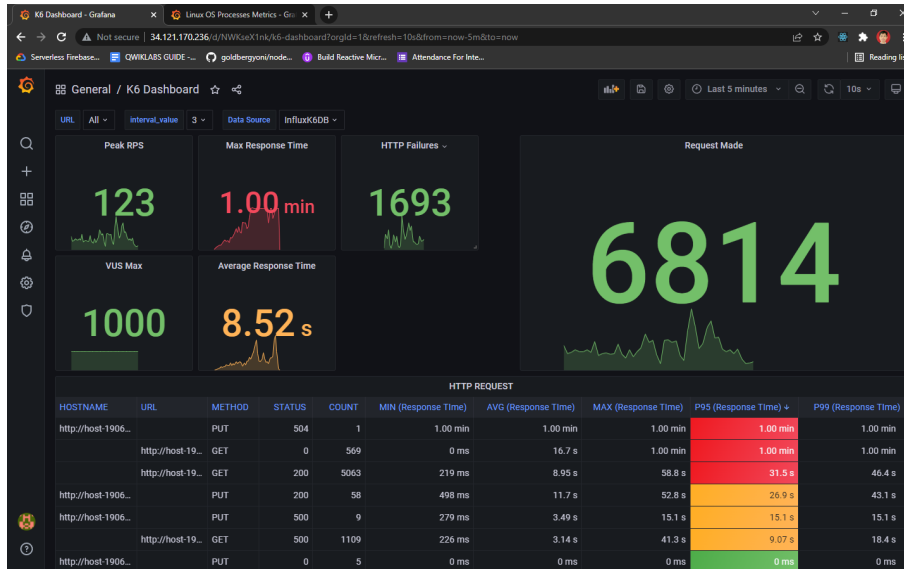 K6 Dashboard - Grafana
Linux OS Processes Metrics - Gra
Not secure | 34.121.170.236/d/NWKseX1nk/k6-dashboard?orgId=1&refresh=10s&from=now-5m&to=now
Serverless Firebase... QWIKLABS GUIDE -... goldbergyoni/node... Build Reactive Micr... Attendance For Inte... Reading lis
General / K6 Dashboard Last 5 minutes 10s
URL All interval_value 3 Data Source InfluxK6DB
Peak RPS Max Response Time HTTP Failures Request Made
123 1.00 min 1693 6814
VUS Max Average Response Time
1000 8.52 s
HTTP REQUEST
HOSTNAME URL METHOD STATUS COUNT MIN (Response TIme) AVG (Response TIme) MAX (Response TIme) P95 (Response TIme) P99 (Response TIme)
http://host-1906... PUT 504 1 1.00 min 1.00 min 1.00 min 1.00 min 1.00 min
http://host-19... GET 0 569 0 ms 16.7 s 1.00 min 1.00 min 1.00 min
http://host-19... GET 200 5063 219 ms 8.95 s 58.8 s 31.5 s 46.4 s
http://host-1906... PUT 200 58 498 ms 11.7 s 52.8 s 26.9 s 43.1 s
http://host-1906... PUT 500 9 279 ms 3.49 s 15.1 s 15.1 s 15.1 s
http://host-19... GET 500 1109 226 ms 3.14 s 41.3 s 9.07 s 18.4 s
http://host-1906... PUT 0 5 0 ms 0 ms 0 ms 0 ms 0 ms